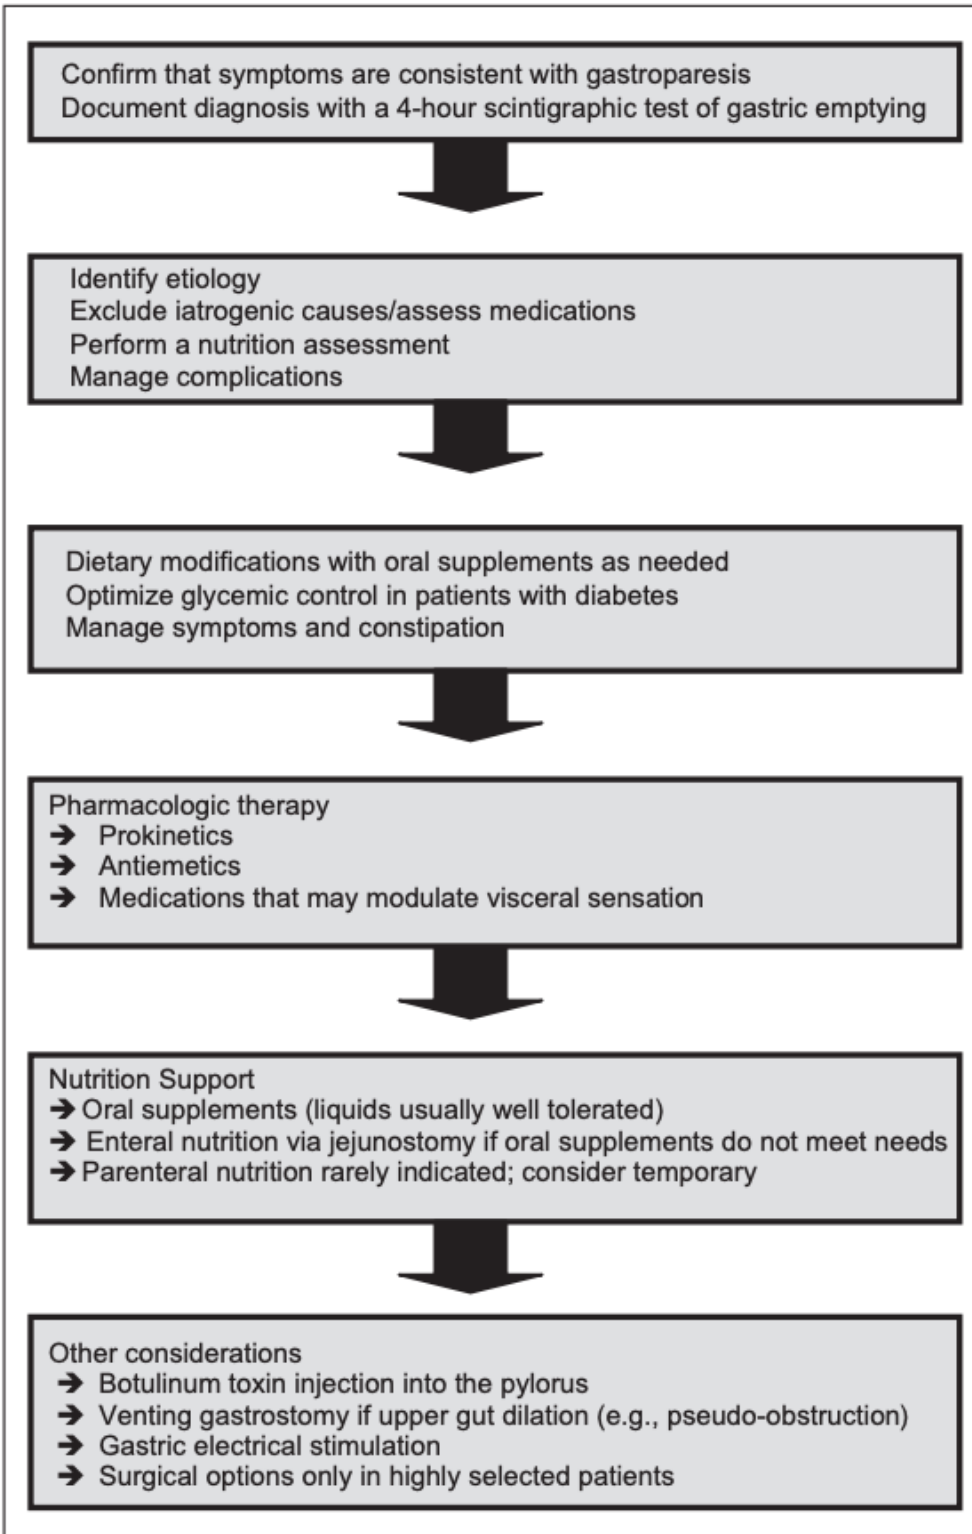 Confirm that symptoms are consistent with gastroparesis
Document diagnosis with a 4-hour scintigraphic test of gastric emptying
Identify etiology
Exclude iatrogenic causes/assess medications
Perform a nutrition assessment
Manage complications
Dietary modifications with oral supplements as needed
Optimize glycemic control in patients with diabetes
Manage symptoms and constipation
Pharmacologic therapy
➔ Prokinetics
➔ Antiemetics
➔ Medications that may modulate visceral sensation
Nutrition Support
➔ Oral supplements (liquids usually well tolerated)
➔ Enteral nutrition via jejunostomy if oral supplements do not meet needs
➔ Parenteral nutrition rarely indicated; consider temporary
Other considerations
➔ Botulinum toxin injection into the pylorus
➔ Venting gastrostomy if upper gut dilation (e.g., pseudo-obstruction)
➔ Gastric electrical stimulation
➔ Surgical options only in highly selected patients